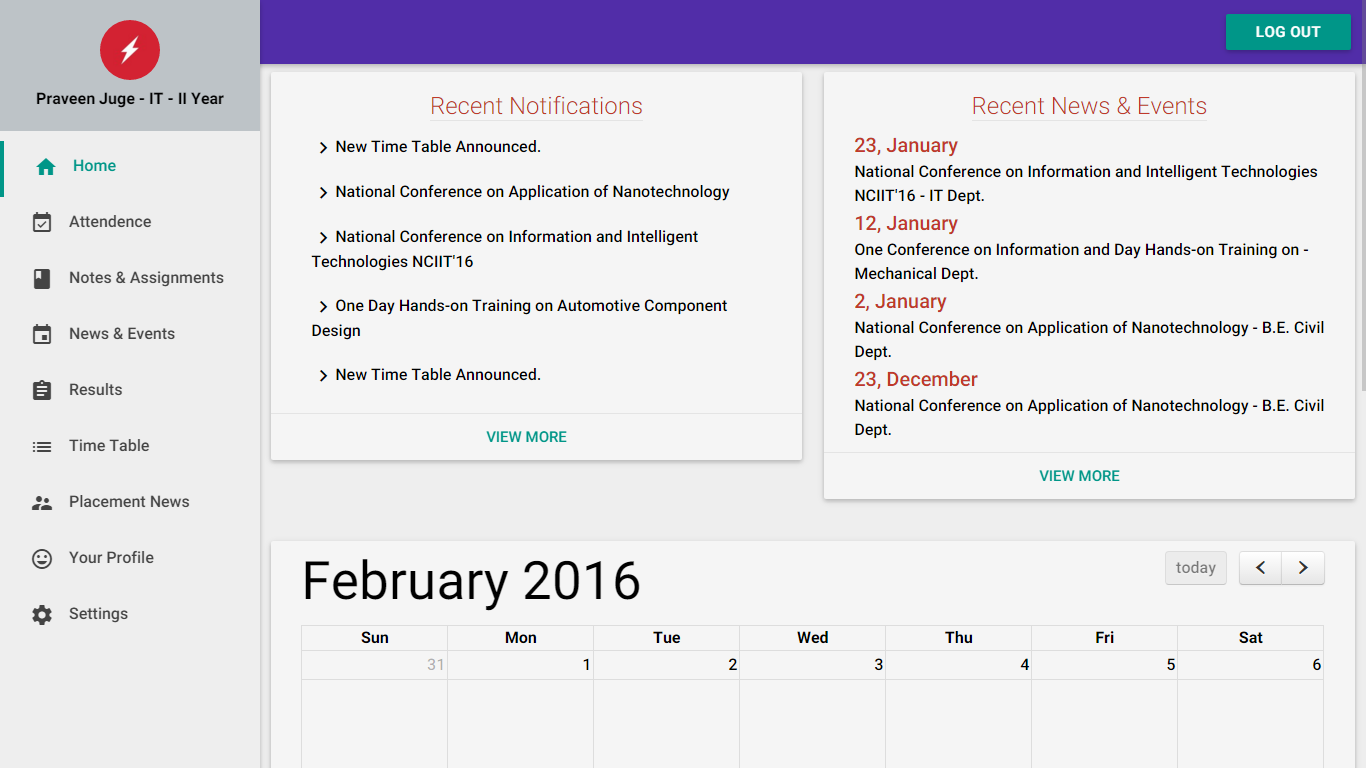 Praveen Juge - IT - II Year
Home
Attendence
Notes & Assignments
News & Events
Results
Time Table
Placement News
Your Profile
Settings
LOG OUT
Recent Notifications
New Time Table Announced.
National Conference on Application of Nanotechnology
National Conference on Information and Intelligent
Technologies NCIIT'16
One Day Hands-on Training on Automotive Component
Design
New Time Table Announced.
VIEW MORE
Recent News & Events
23, January
National Conference on Information and Intelligent Technologies
NCIIT'16 - IT Dept.
12, January
One Conference on Information and Day Hands-on Training on -
Mechanical Dept.
2, January
National Conference on Application of Nanotechnology - B.E. Civil
Dept.
23, December
National Conference on Application of Nanotechnology - B.E. Civil
Dept.
VIEW MORE
February 2016
today
Sun Mon Tue Wed Thu Fri Sat
31 1 2 3 4 5 6